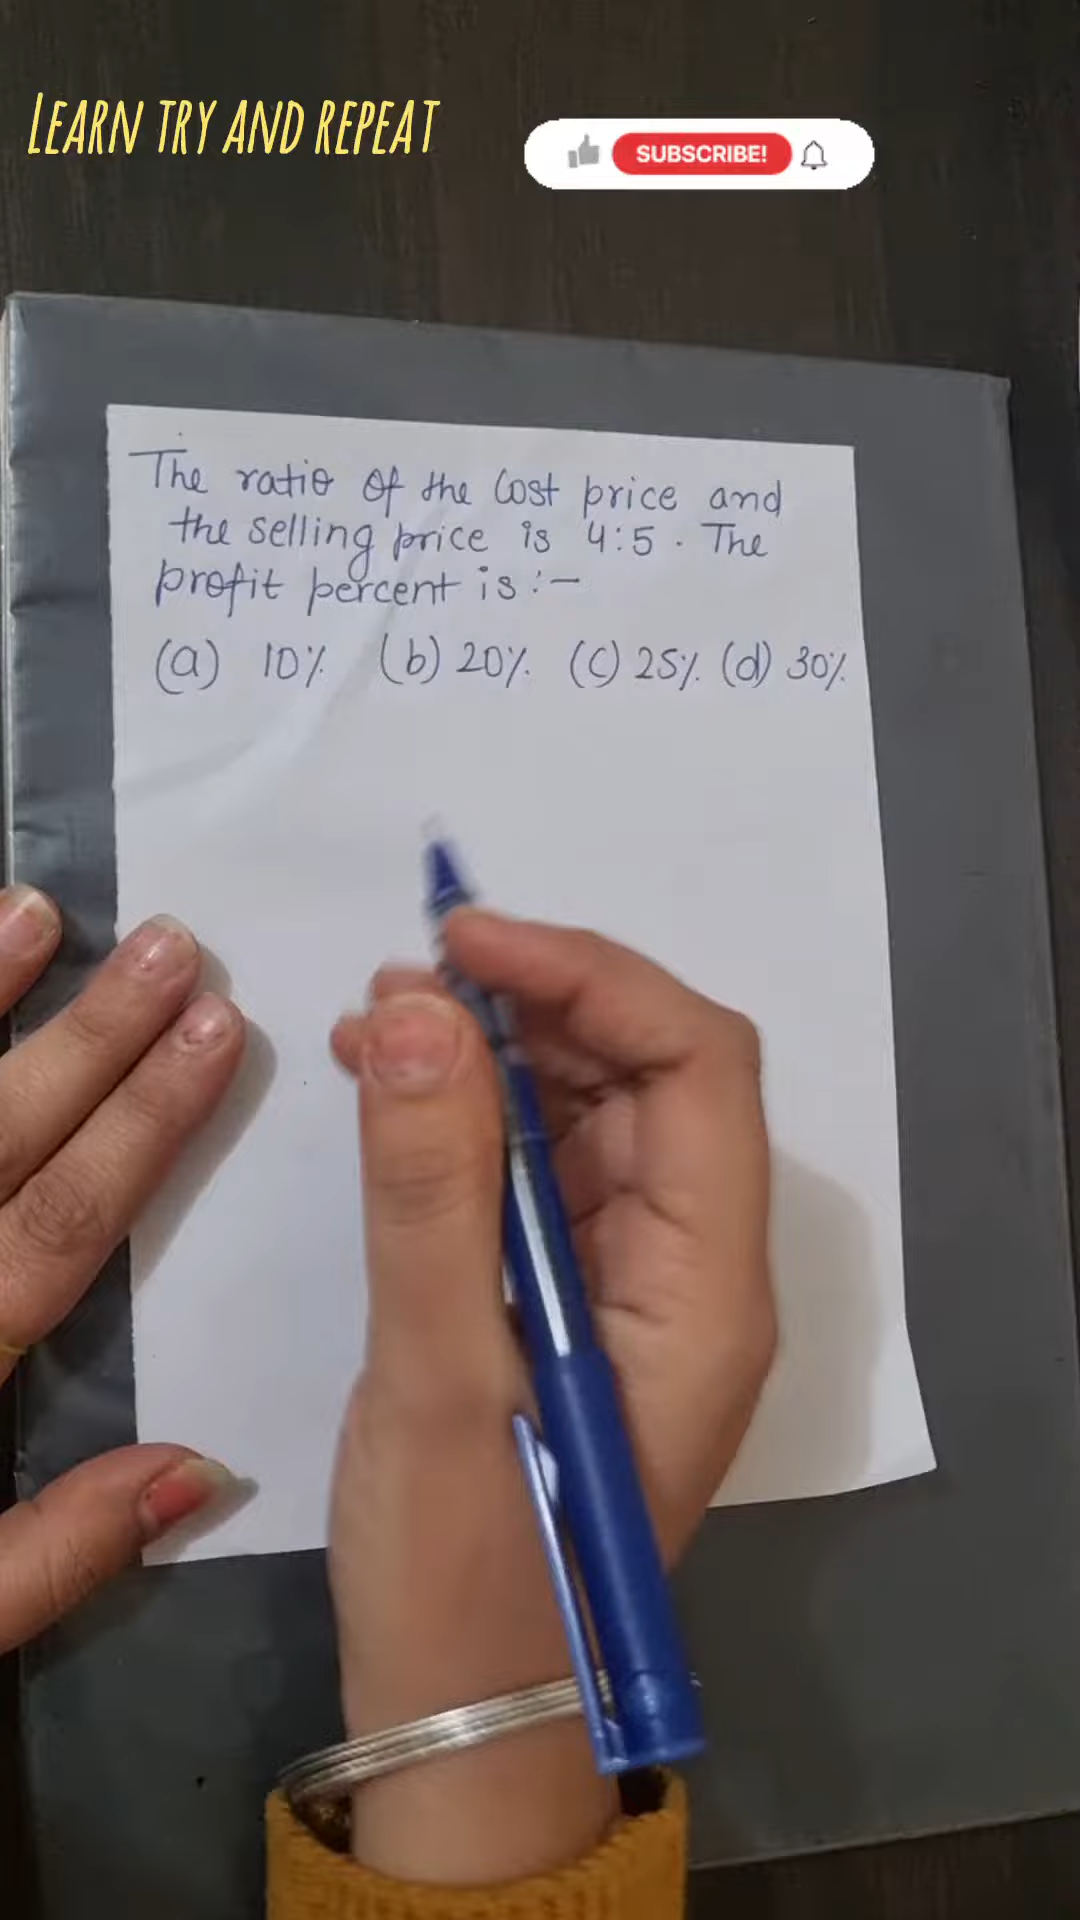 LEARN TRY AND REPEAT
SUBSCRIBE!
The ratio of the Cost price and
the selling price is 4:5. The
profit percent is :-
(a) 10% (b) 20% (c) 25% (d) 30%